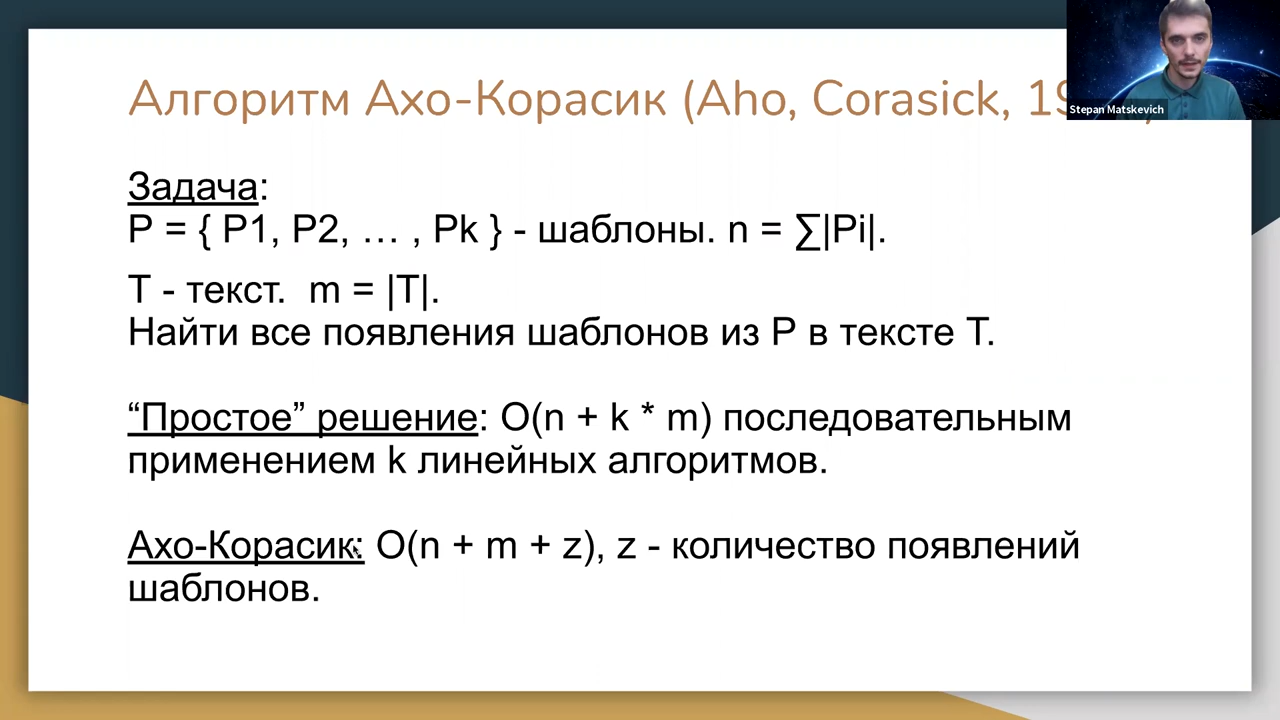 Алгоритм Ахо-Корасик (Aho, Corasick,
Stepan Matskevich
Задача:
P = { P1, P2, … , Pk } - шаблоны. n = ∑|Pi|.
T - текст.  m = |T|.
Найти все появления шаблонов из P в тексте T.
“Простое” решение: O(n + k * m) последовательным
применением k линейных алгоритмов.
Ахо-Корасик: O(n + m + z), z - количество появлений
шаблонов.